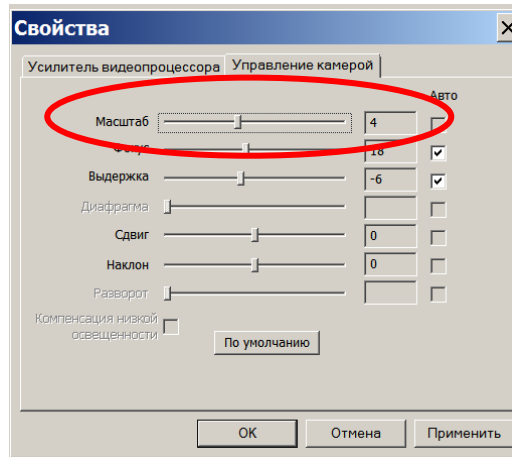 Свойства
Усилитель видеопроцессора Управление камерой
Авто
Масштаб 4
Фокус 18
Выдержка -6
Диафрагма
Сдвиг 0
Наклон 0
Разворот
Компенсация низкой
освещенности
По умолчанию
OK Отмена Применить